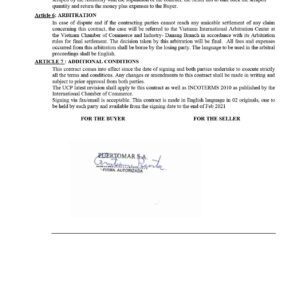 quantity and return the money plus expenses to the Buyer.
Article 6: ARBITRATION
In case of dispute and if the contracting parties cannot reach any amicable settlement of any claim
concerning this contract, the case will be referred to the Vietnam International Arbitration Center at
the Vietnam Chamber of Commerce and Industry- Danang Branch in accordance with its Arbitration
rules for final settlement. The decision taken by this arbitration will be final . All fees and expenses
occurred from this arbitration shall be borne by the losing party. The language to be used in the arbitral
proceedings shall be English.
ARTICLE 7 : ADDITIONAL CONDITIONS
This contract comes into effect since the date of signing and both parties undertake to execute strictly
all the terms and conditions. Any changes or amendments to this contract shall be made in writing and
subject to prior approval from both parties.
The UCP latest revision shall apply to this contract as well as INCOTERMS 2010 as published by the
International Chamber of Commerce.
Signing via fax/email is acceptable. This contract is made in English language in 02 originals, one to
be held by each party and available from the signing date to the end of Feb 2021
FOR THE BUYER FOR THE SELLER
PUERTOMAR S.A.
FIRMA AUTORIZADA